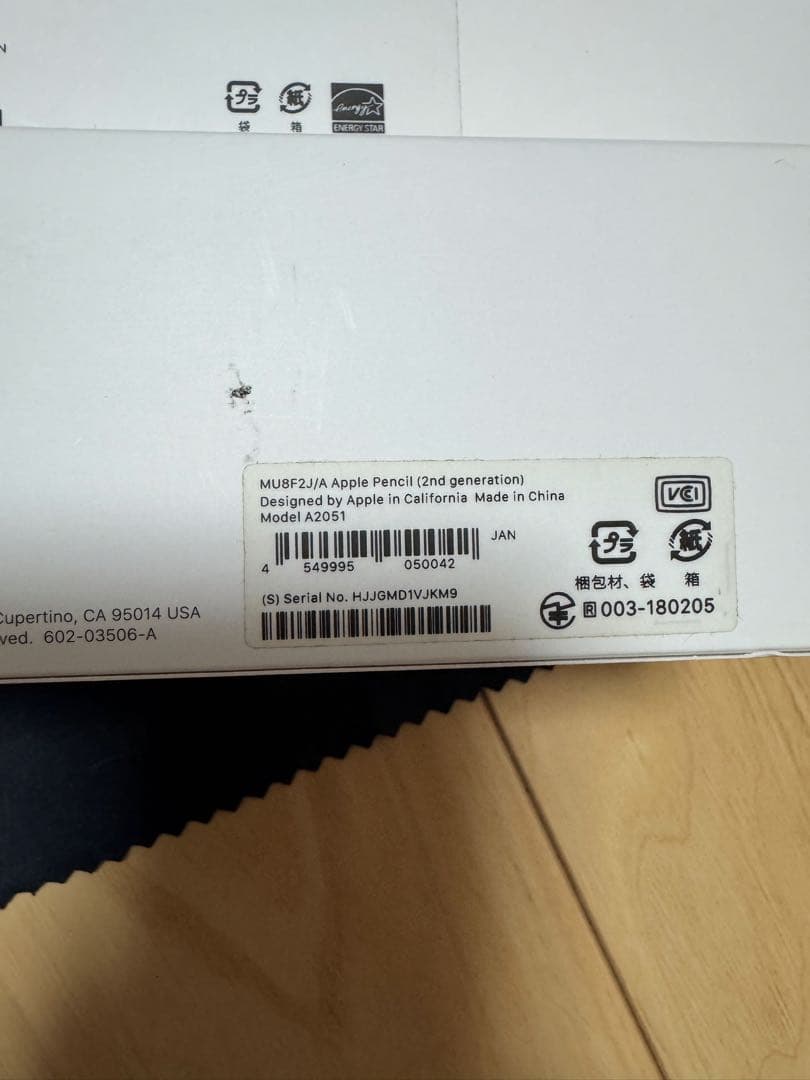 N
プラ 紙 energy
袋 箱 ENERGY STAR
MU8F2J/A Apple Pencil (2nd generation)
Designed by Apple in California Made in China
Model A2051
JAN
4 549995 050042
(S) Serial No. HJJGMD1VJKM9
VCI
プラ 紙
梱包材、袋 箱
R 003-180205
Cupertino, CA 95014 USA
ved. 602-03506-A